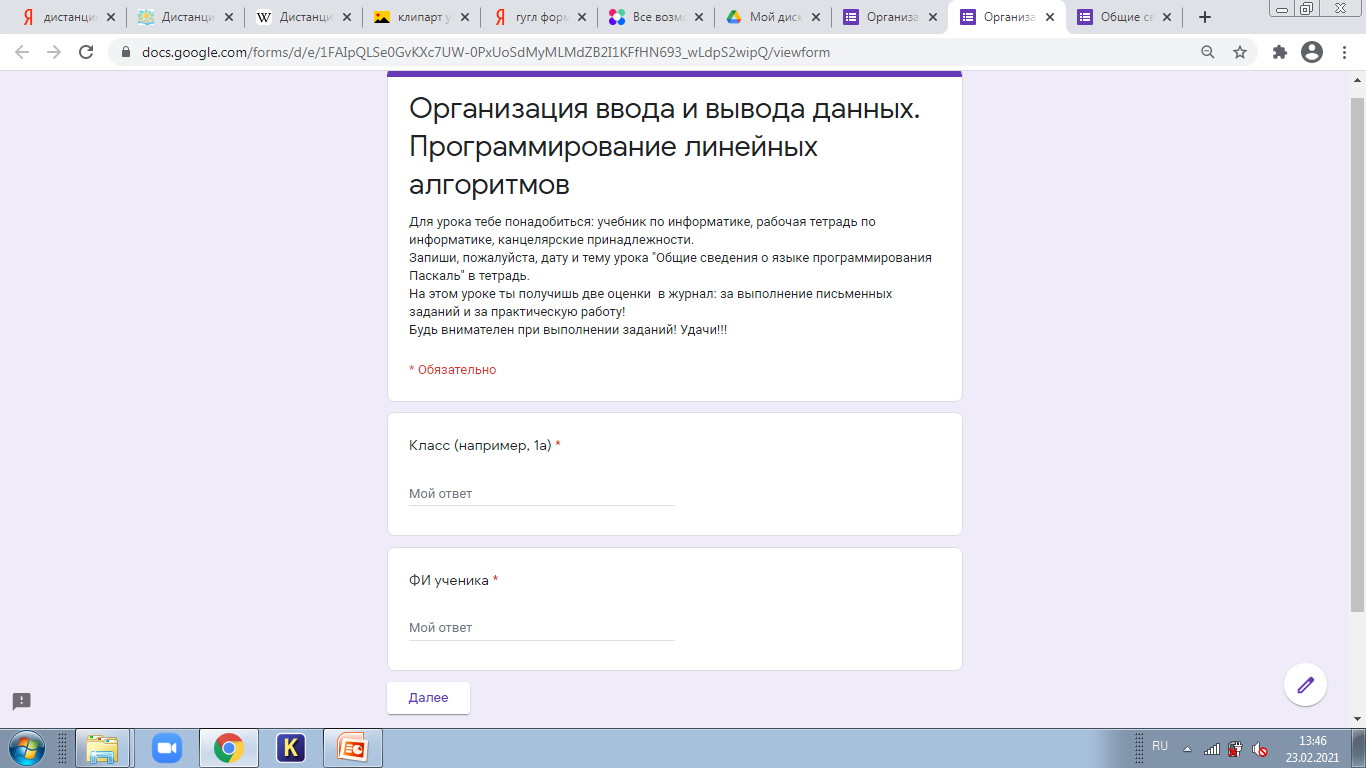 дистанци
Дистанци
Дистанци
клипарт у
гугл форм
Все возмо
Мой диск
Организа
Организа
Общие св
docs.google.com/forms/d/e/1FAIpQLSe0GvKXc7UW-0PxUoSdMyMLMdZB2I1KFfHN693_wLdpS2wipQ/viewform
Организация ввода и вывода данных.
Программирование линейных
алгоритмов
Для урока тебе понадобиться: учебник по информатике, рабочая тетрадь по
информатике, канцелярские принадлежности.
Запиши, пожалуйста, дату и тему урока "Общие сведения о языке программирования
Паскаль" в тетрадь.
На этом уроке ты получишь две оценки  в журнал: за выполнение письменных
заданий и за практическую работу!
Будь внимателен при выполнении заданий! Удачи!!!
* Обязательно
Класс (например, 1а) *
Мой ответ
ФИ ученика *
Мой ответ
Далее
RU
13:46
23.02.2021